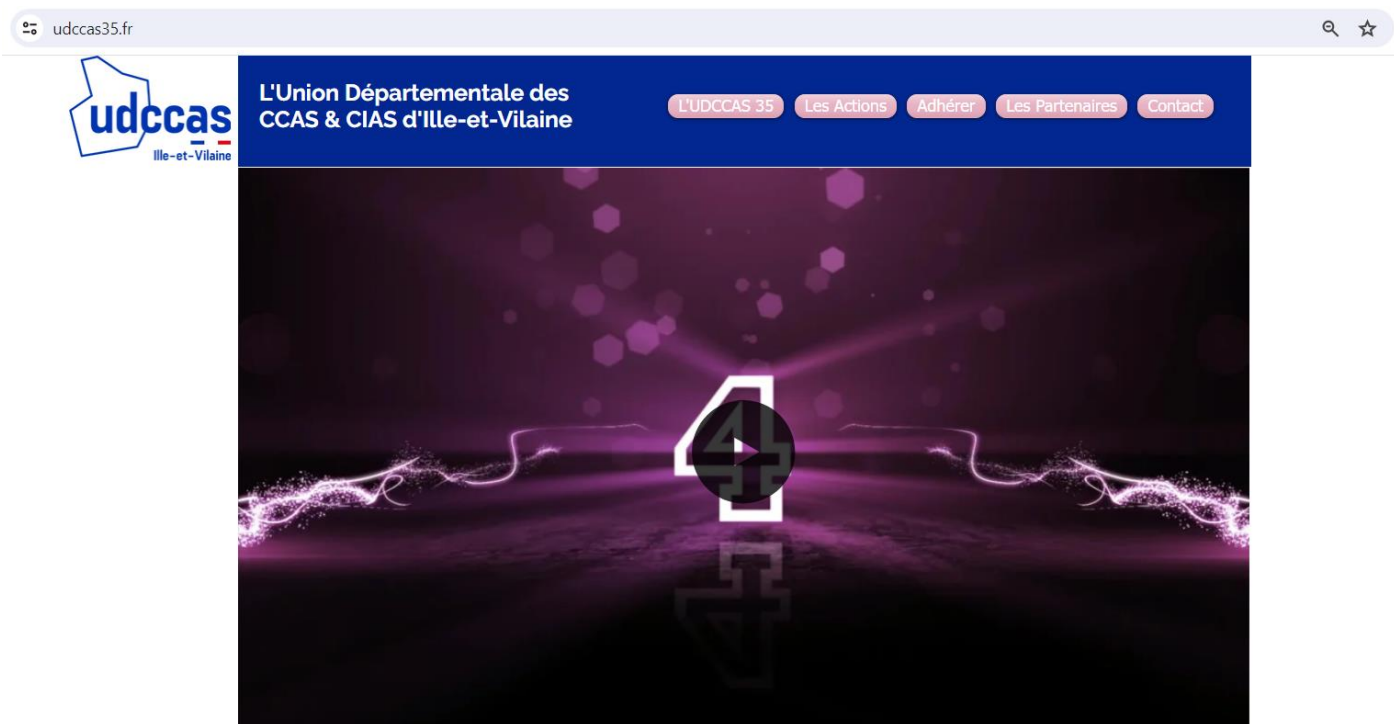 udccas35.fr
udccas
Ille-et-Vilaine
L'Union Départementale des
CCAS & CIAS d'Ille-et-Vilaine
L'UDCCAS 35 Les Actions Adhérer Les Partenaires Contact
4